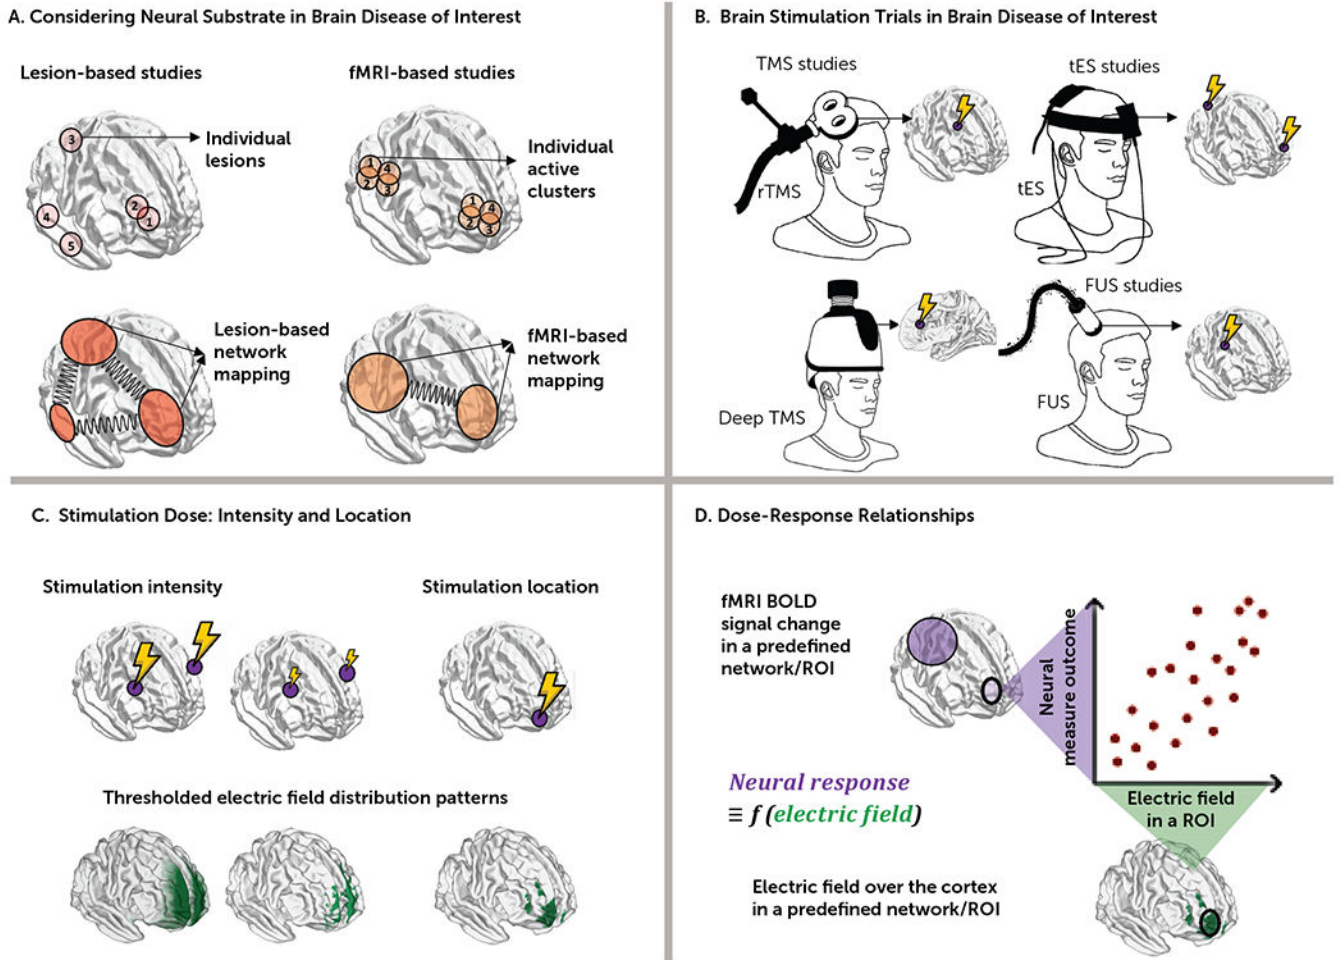 A. Considering Neural Substrate in Brain Disease of Interest
Lesion-based studies
fMRI-based studies
3
Individual
lesions
4
2
1
5
1
4
2
3
Individual
active
clusters
1
4
2
3
Lesion-based
network
mapping
fMRI-based
network
mapping
B. Brain Stimulation Trials in Brain Disease of Interest
TMS studies
tES studies
rTMS
tES
FUS studies
Deep TMS
FUS
C. Stimulation Dose: Intensity and Location
Stimulation intensity
Stimulation location
Thresholded electric field distribution patterns
D. Dose-Response Relationships
fMRI BOLD
signal change
in a predefined
network/ROI
Neural
measure outcome
Neural response
≡ f (electric field)
Electric field
in a ROI
Electric field over the cortex
in a predefined network/ROI